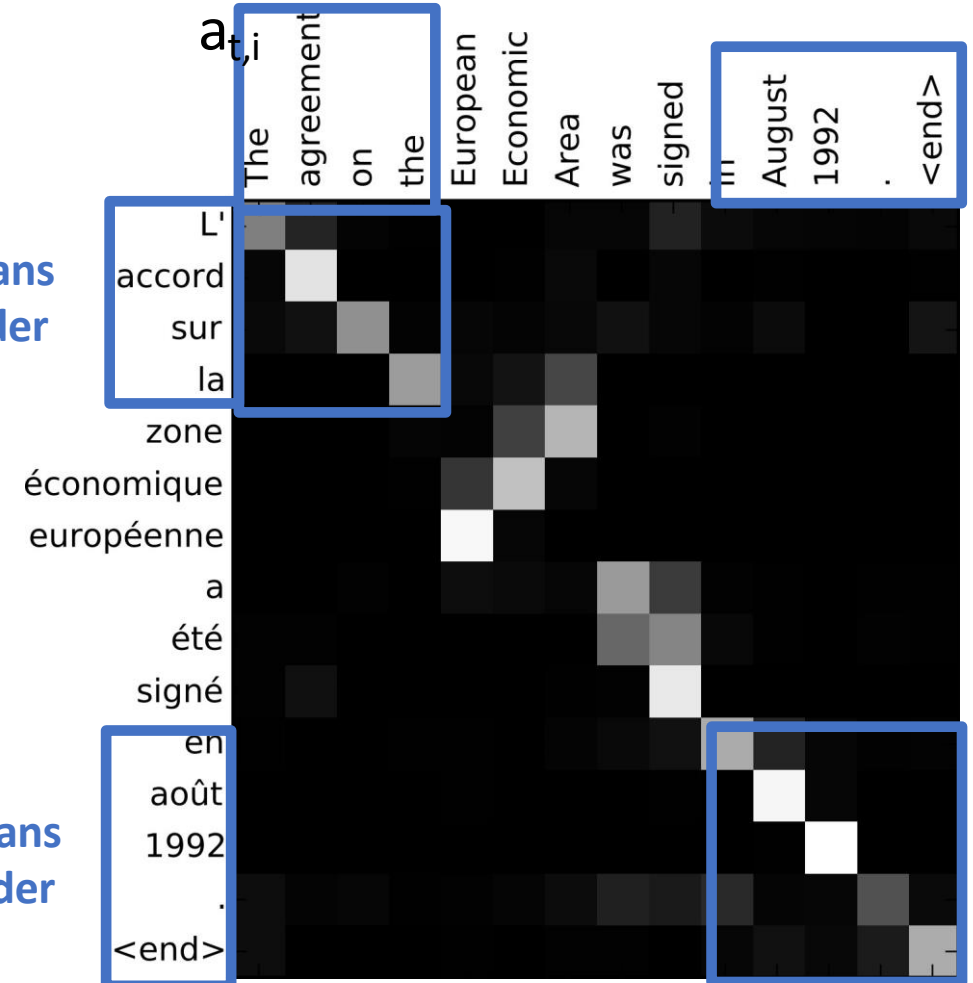 a_t,i
The
agreement
on
the
European
Economic
Area
was
signed
in
August
1992
.
<end>
L'
accord
sur
la
zone
économique
européenne
a
été
signé
en
août
1992
.
<end>
ans
der
ans
der